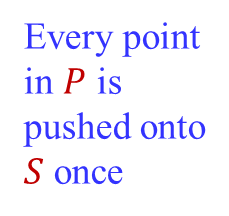 Every point
in P is
pushed onto
S once